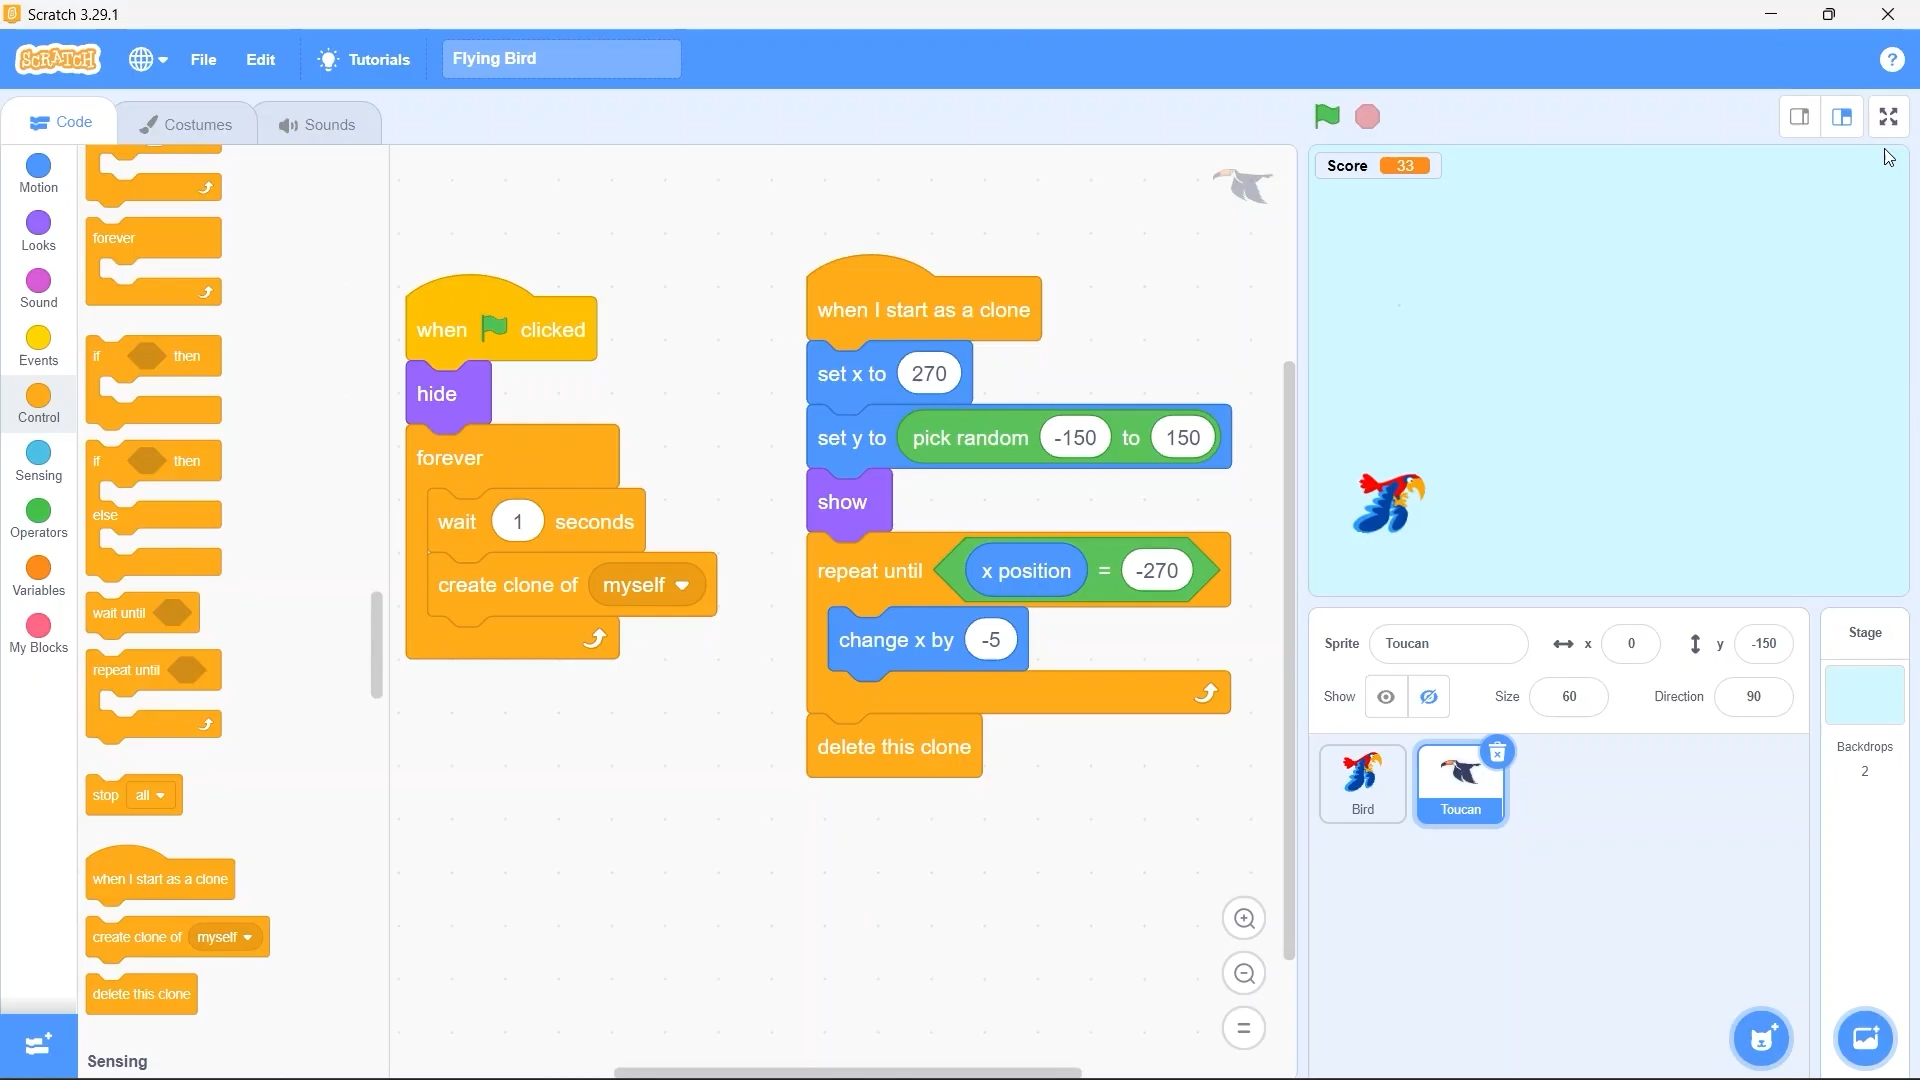 Scratch 3.29.1
SCRATCH
File
Edit
Tutorials
Flying Bird
Code
Costumes
Sounds
Motion
Looks
Sound
Events
Control
Sensing
Operators
Variables
My Blocks
forever
if then
if then
else
wait until
repeat until
stop all
when I start as a clone
create clone of myself
delete this clone
Sensing
when clicked
hide
forever
wait 1 seconds
create clone of myself
when I start as a clone
set x to 270
set y to pick random -150 to 150
show
repeat until x position = -270
change x by -5
delete this clone
Score 33
Sprite Toucan x 0 y -150
Show Size 60 Direction 90
Bird
Toucan
Stage
Backdrops
2